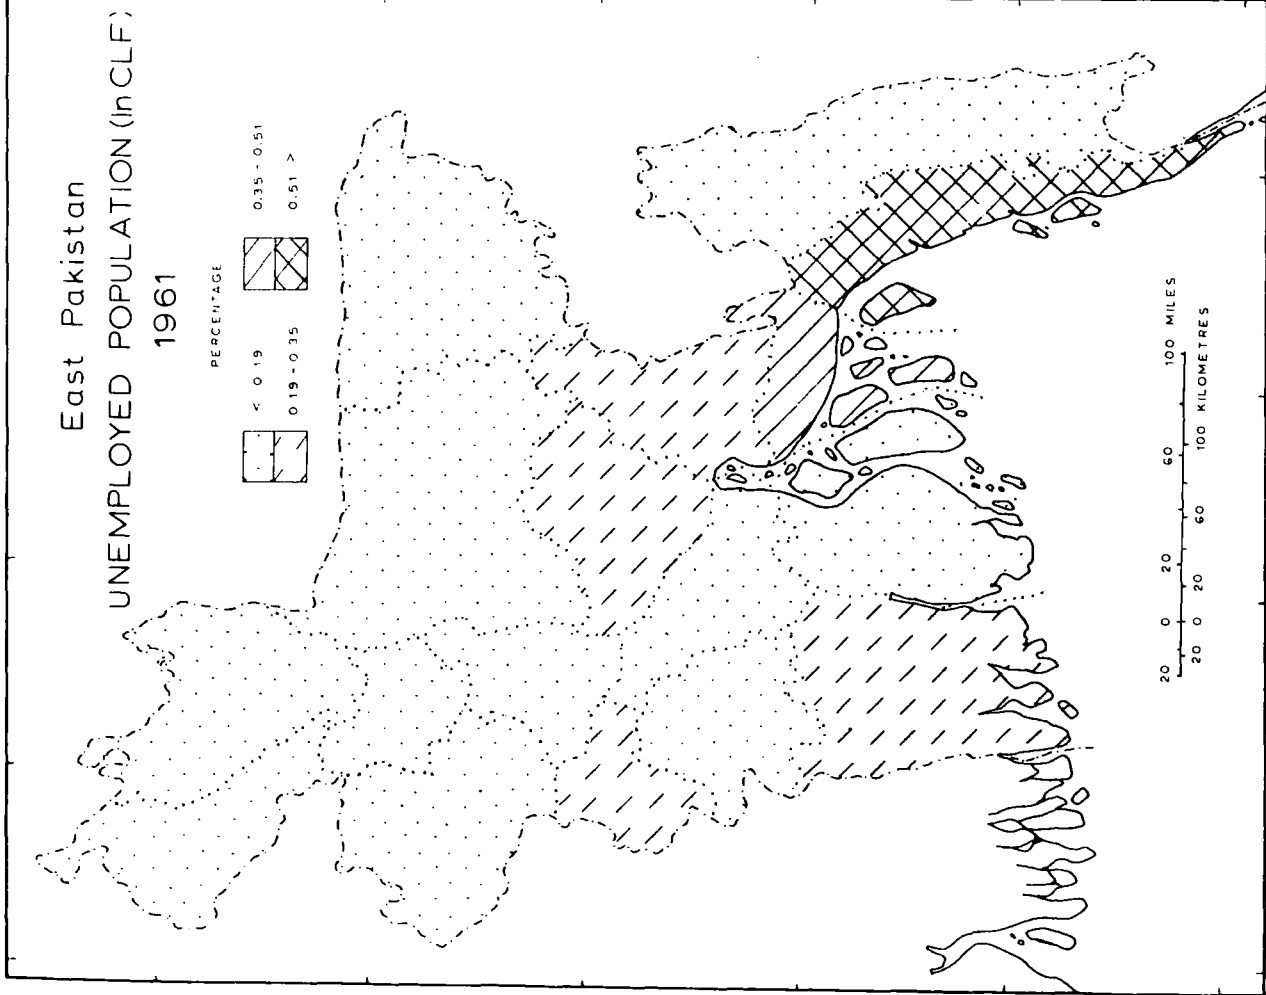 East Pakistan
UNEMPLOYED POPULATION (In CLF)
1961
PERCENTAGE
< 0.19
0.19 - 0.35
0.35 - 0.51
0.51 >
20 0 20 60 100 MILES
20 0 20 60 100 KILOMETRES